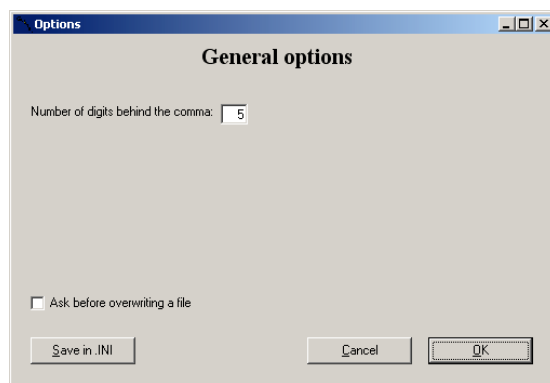 Options
General options
Number of digits behind the comma: 5
Ask before overwriting a file
Save in .INI Cancel OK